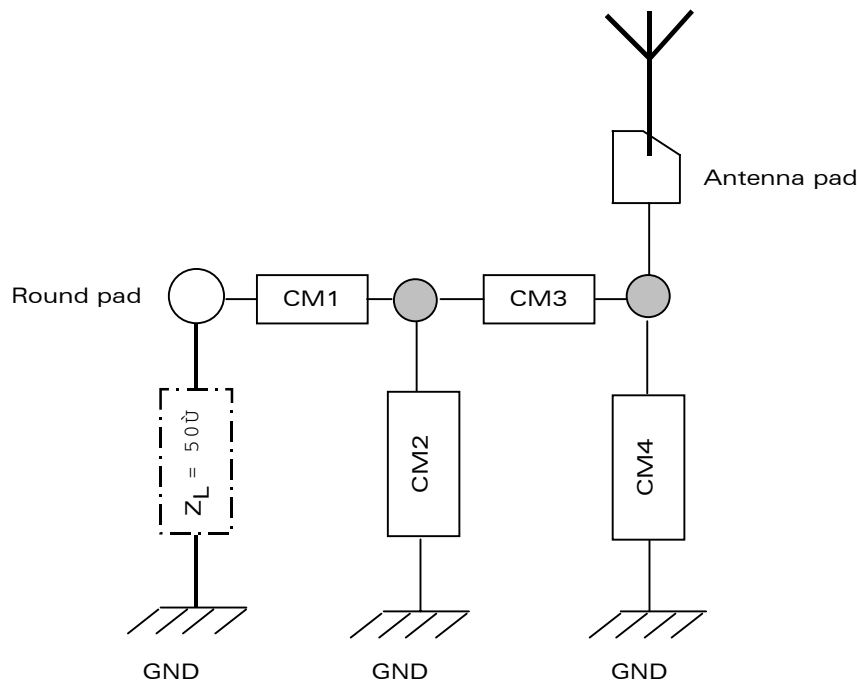 Antenna pad
Round pad
CM1
CM3
Z_L = 50Ù
CM2
CM4
GND
GND
GND